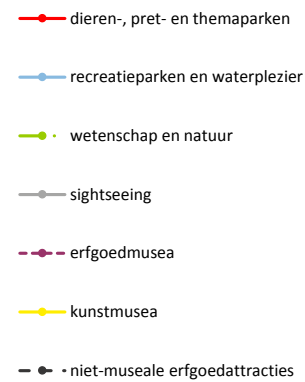 dieren-, pret- en themaparken
recreatieparken en waterplezier
wetenschap en natuur
sightseeing
erfgoedmusea
kunstmusea
niet-museale erfgoedattracties